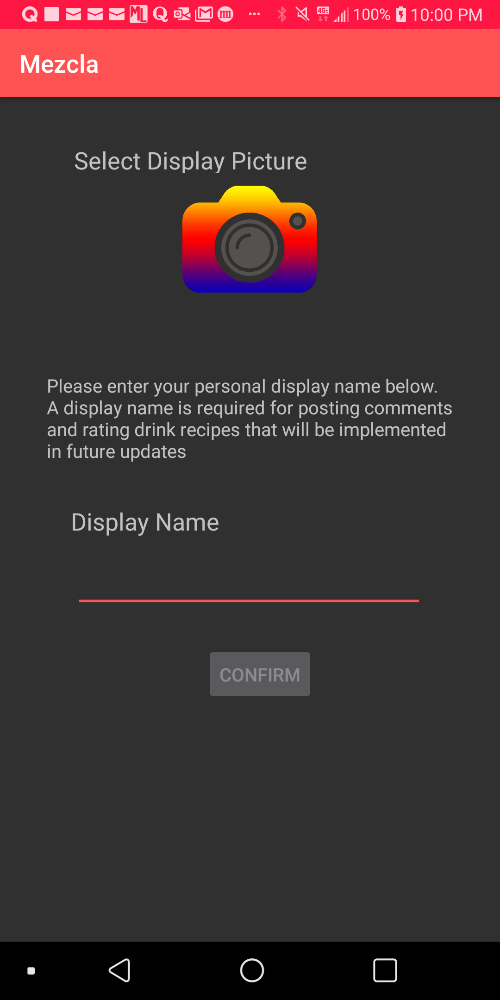 100% 10:00 PM
Mezcla
Select Display Picture
Please enter your personal display name below.
A display name is required for posting comments
and rating drink recipes that will be implemented
in future updates
Display Name
CONFIRM